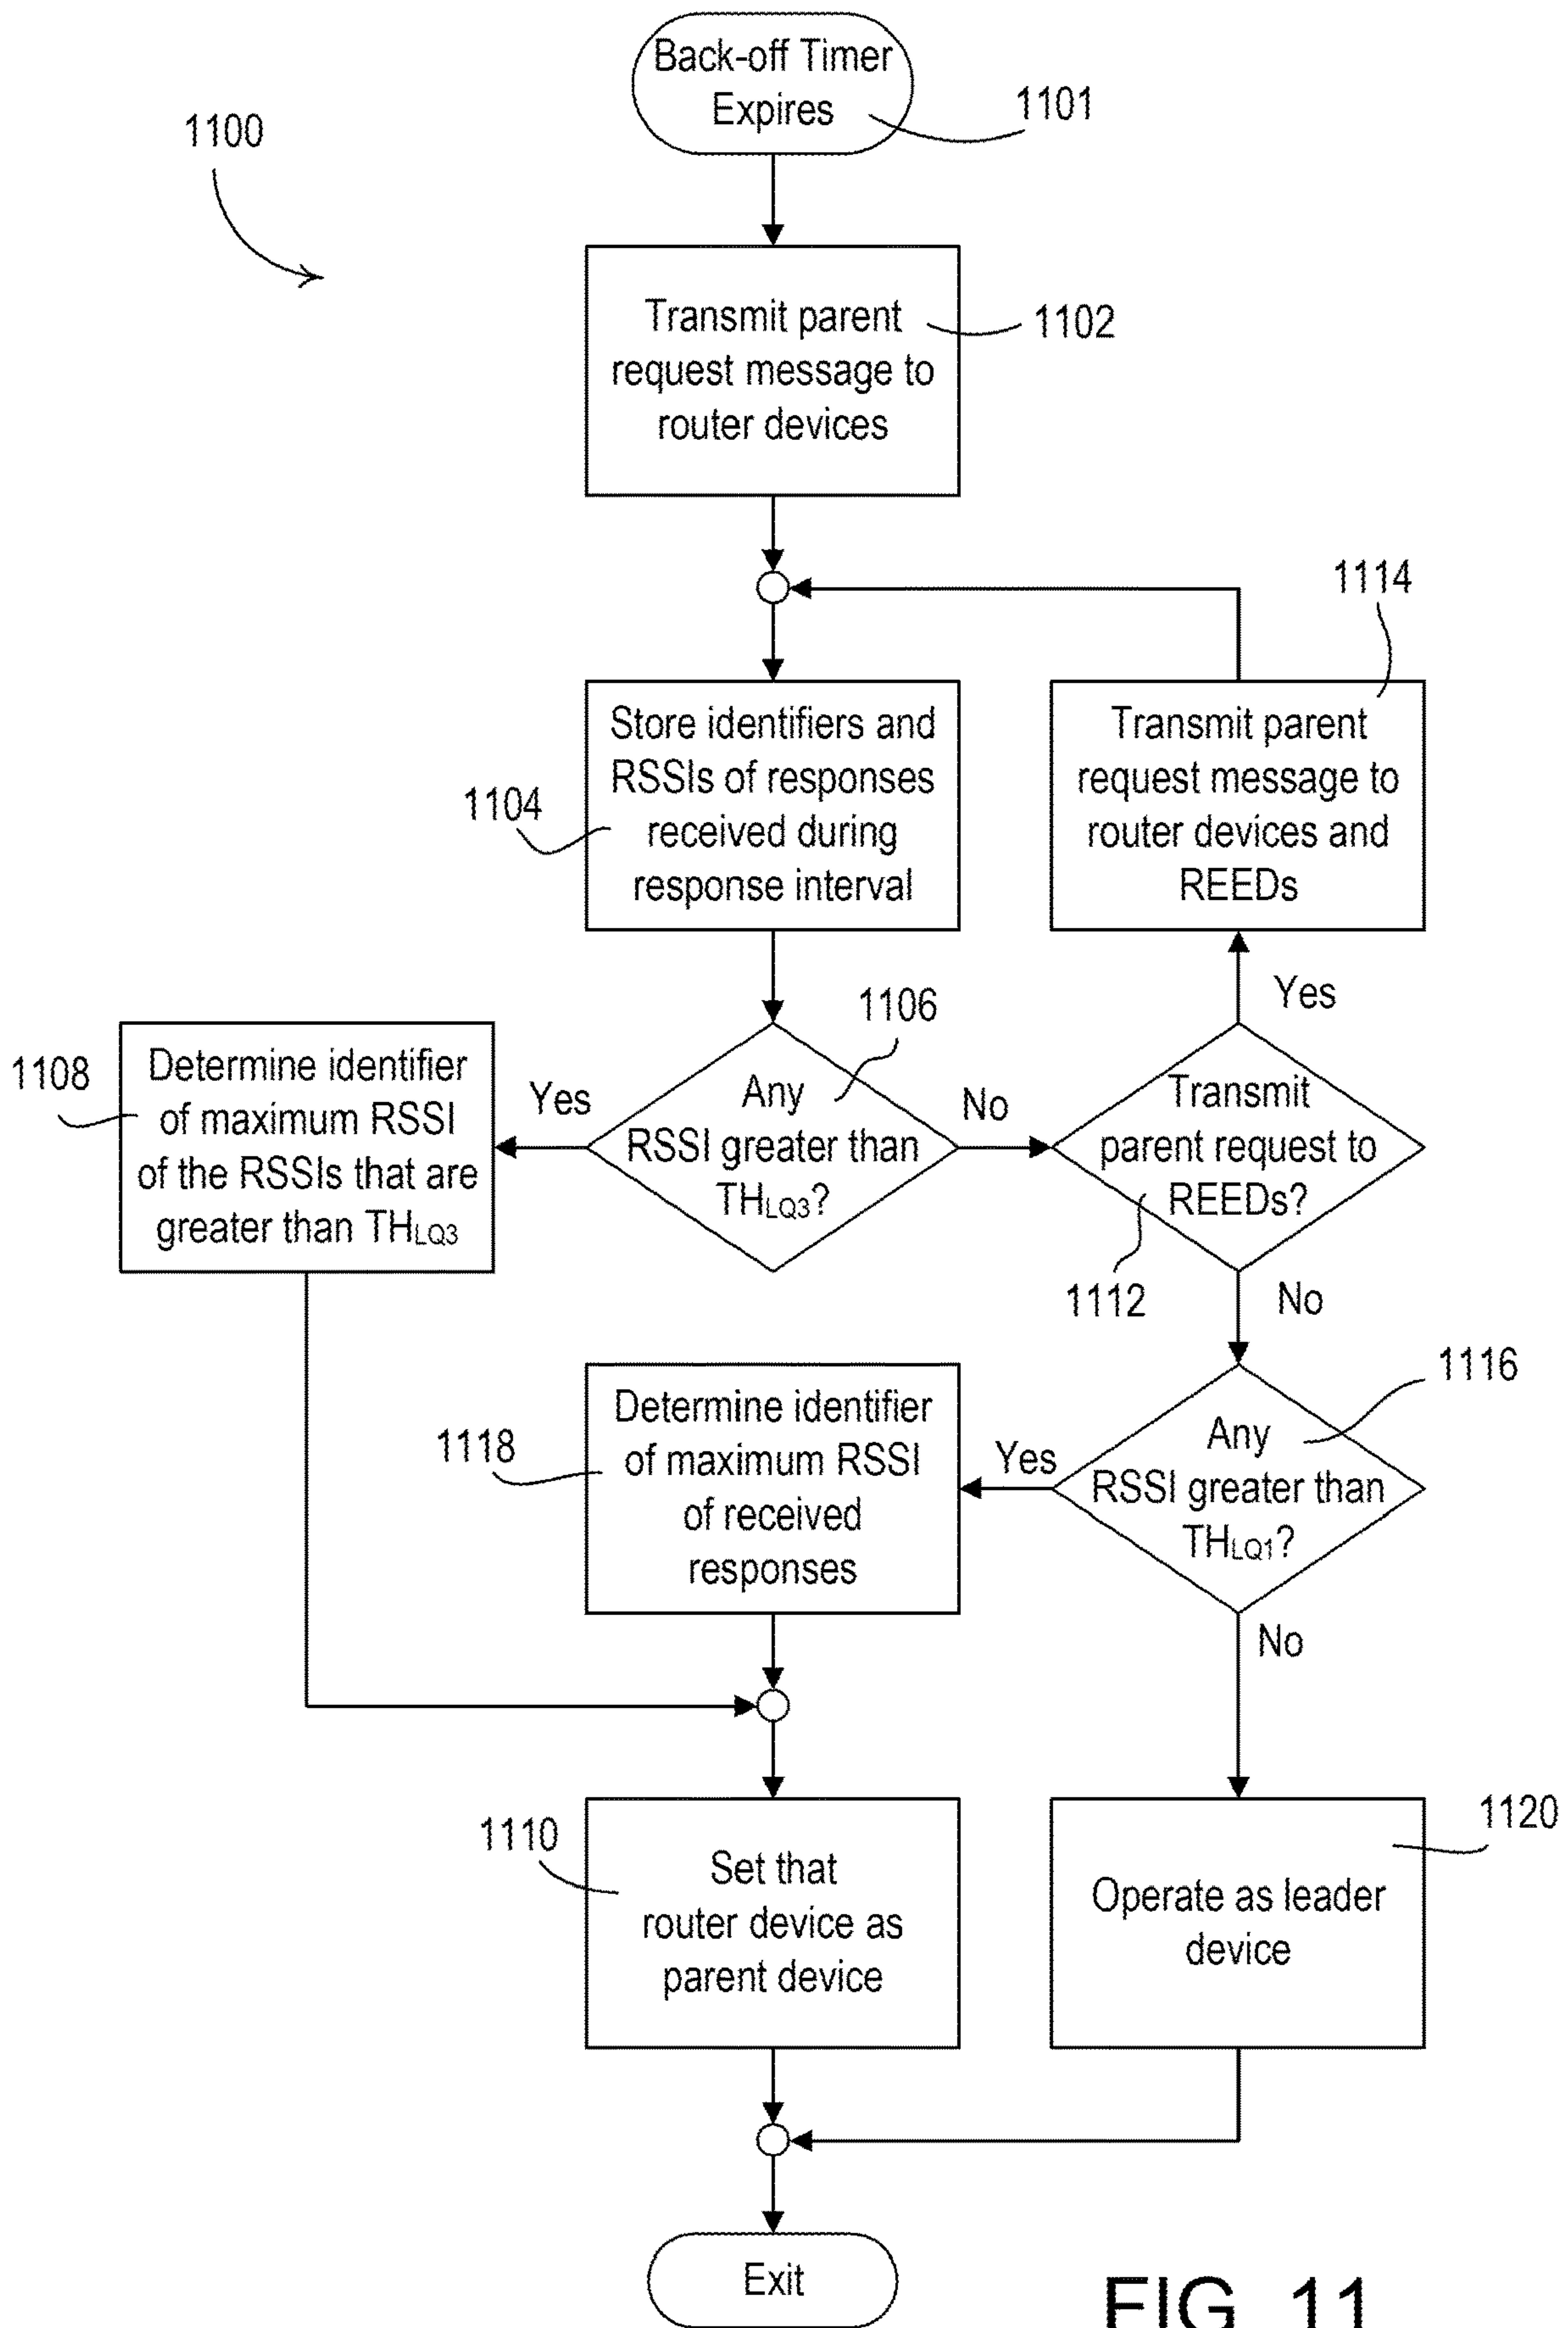 Back-off Timer
Expires
1101
1100
Transmit parent
request message to
router devices
1102
1114
Store identifiers and
RSSIs of responses
received during
response interval
1104
Transmit parent
request message to
router devices and
REEDs
Yes
1106
1108
Determine identifier
of maximum RSSI
of the RSSIs that are
greater than THLQ3
Yes
Any
RSSI greater than
THLQ3?
No
Transmit
parent request to
REEDs?
1112
No
1116
Determine identifier
of maximum RSSI
of received
responses
1118
Yes
Any
RSSI greater than
THLQ1?
No
1110
Set that
router device as
parent device
1120
Operate as leader
device
Exit
FIG. 11